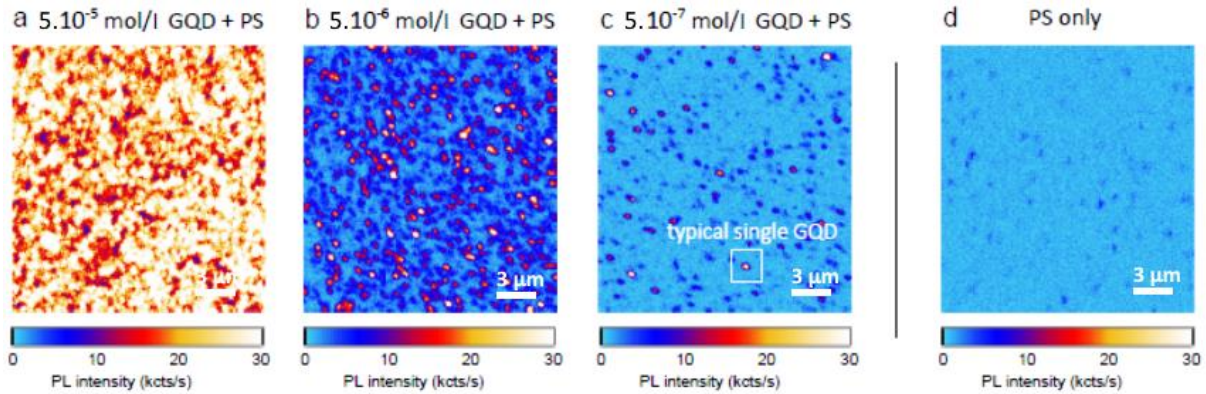 a 5.10⁻⁵ mol/l GQD + PS
b 5.10⁻⁶ mol/l GQD + PS
c 5.10⁻⁷ mol/l GQD + PS
d PS only
typical single GQD
3 µm
3 µm
3 µm
3 µm
0 10 20 30
PL intensity (kcts/s)
0 10 20 30
PL intensity (kcts/s)
0 10 20 30
PL intensity (kcts/s)
0 10 20 30
PL intensity (kcts/s)